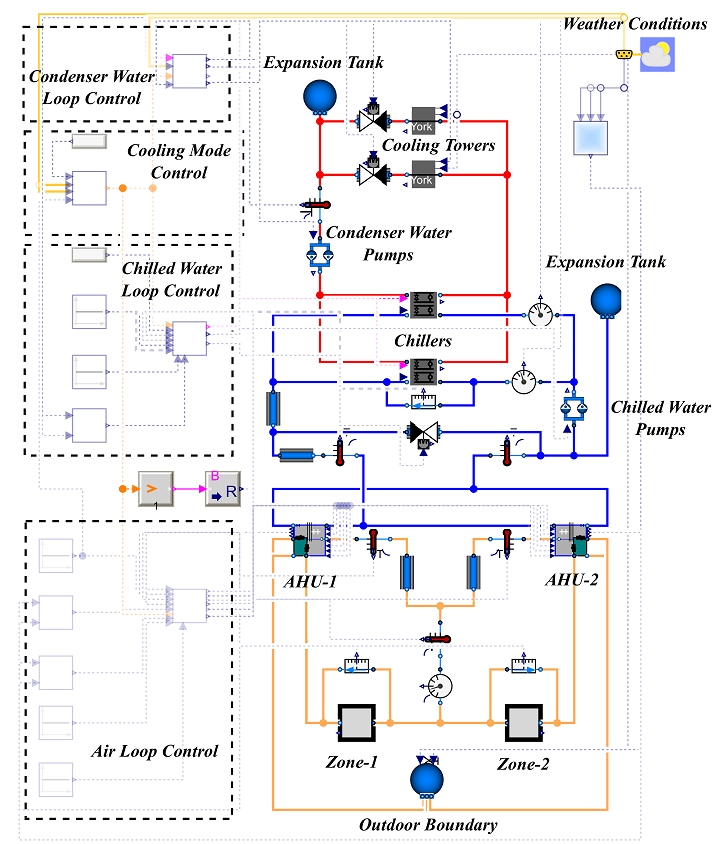 Weather Conditions
Expansion Tank
Condenser Water
Loop Control
York
Cooling Towers
Cooling Mode
Control
York
Condenser Water
Pumps
Chilled Water
Loop Control
Expansion Tank
Chillers
Chilled Water
Pumps
>
1
B
R
AHU-1
AHU-2
Air Loop Control
Zone-1
Zone-2
Outdoor Boundary